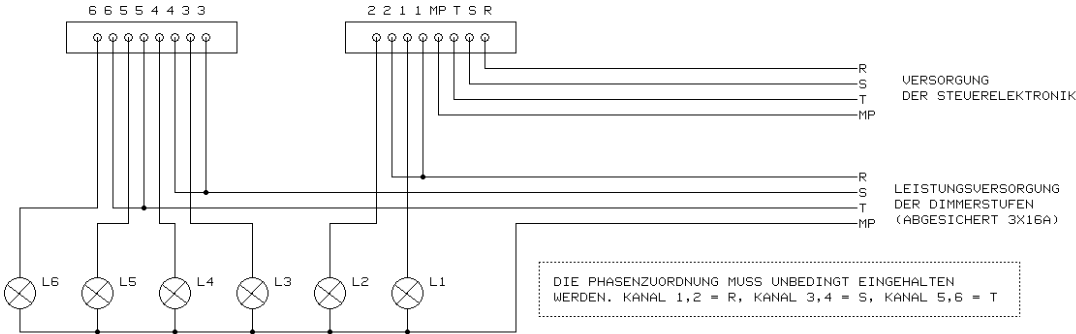 6 6 5 5 4 4 3 3
2 2 1 1 MP T S R
R
S
T
MP
VERSORGUNG
DER STEUERELEKTRONIK
R
S
T
MP
LEISTUNGSVERSORGUNG
DER DIMMERSTUFEN
(ABGESICHERT 3X16A)
L6 L5 L4 L3 L2 L1
DIE PHASENZUORDNUNG MUSS UNBEDINGT EINGEHALTEN
WERDEN. KANAL 1,2 = R, KANAL 3,4 = S, KANAL 5,6 = T